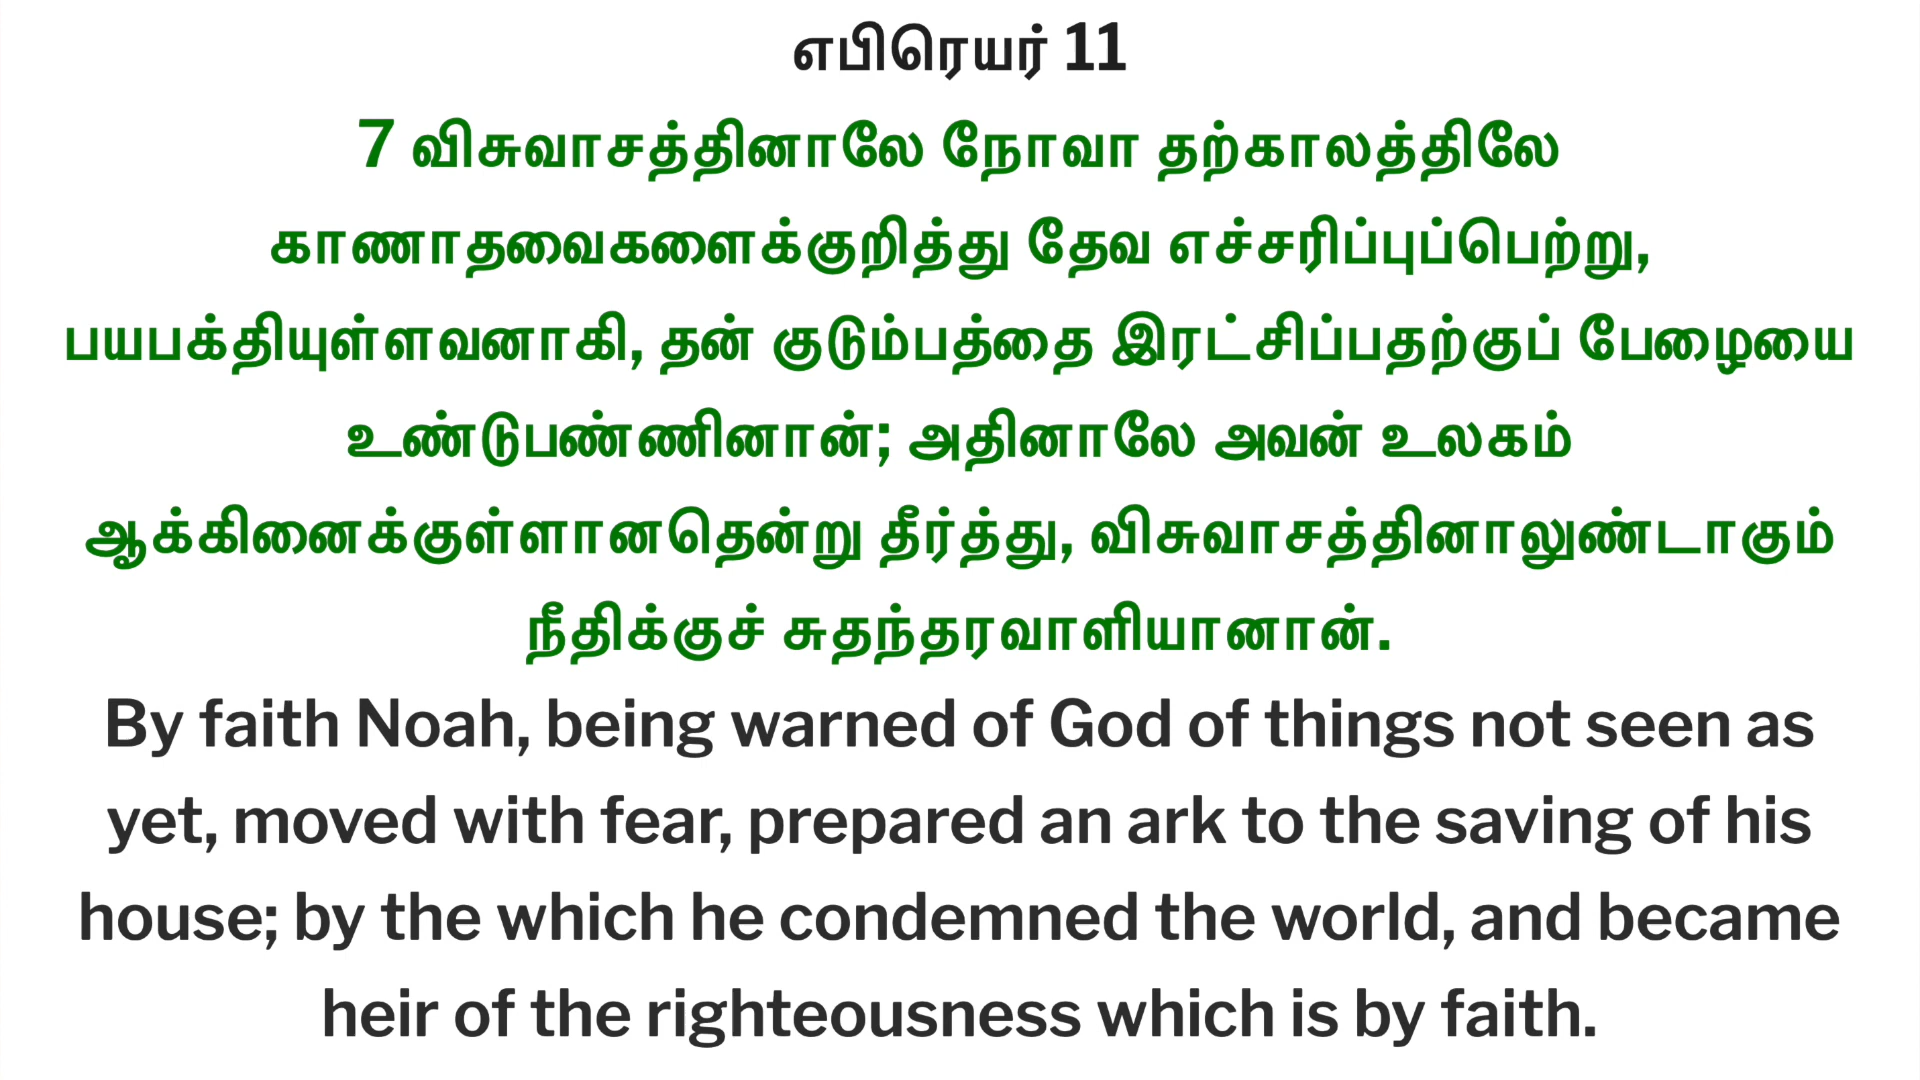 எபிரெயர் 11
7 விசுவாசத்தினாலே நோவா தற்காலத்திலே
காணாதவைகளைக்குறித்து தேவ எச்சரிப்புப்பெற்று,
பயபக்தியுள்ளவனாகி, தன் குடும்பத்தை இரட்சிப்பதற்குப் பேழையை
உண்டுபண்ணினான்; அதினாலே அவன் உலகம்
ஆக்கினைக்குள்ளானதென்று தீர்த்து, விசுவாசத்தினாலுண்டாகும்
நீதிக்குச் சுதந்தரவாளியானான்.
By faith Noah, being warned of God of things not seen as
yet, moved with fear, prepared an ark to the saving of his
house; by the which he condemned the world, and became
heir of the righteousness which is by faith.